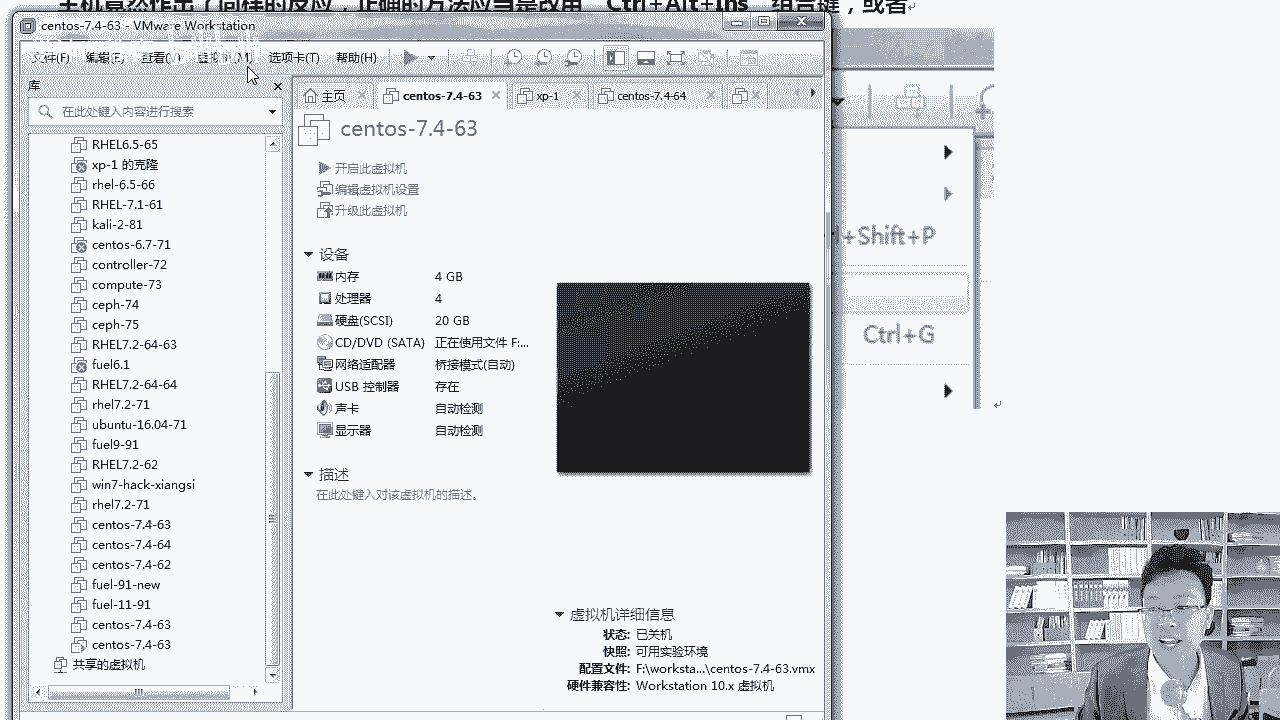 主机竟然作出了同样的反应，正确的方法应当是改用 Ctrl+Alt+Ins 组合键，或者
centos-7.4-63 - VMware Workstation
文件(F) 编辑(E) 查看(V) 虚拟机(M) 选项卡(T) 帮助(H)
库
在此处键入内容进行搜索
RHEL6.5-65
xp-1 的克隆
rhel-6.5-66
RHEL-7.1-61
kali-2-81
centos-6.7-71
controller-72
compute-73
ceph-74
ceph-75
RHEL7.2-64-63
fuel6.1
RHEL7.2-64-64
rhel7.2-71
ubuntu-16.04-71
fuel9-91
RHEL7.2-62
win7-hack-xiangsi
rhel7.2-71
centos-7.4-63
centos-7.4-64
centos-7.4-62
fuel-91-new
fuel-11-91
centos-7.4-63
centos-7.4-63
共享的虚拟机
主页 centos-7.4-63 xp-1 centos-7.4-64
centos-7.4-63
开启此虚拟机
编辑虚拟机设置
升级此虚拟机
设备
内存 4 GB
处理器 4
硬盘(SCSI) 20 GB
CD/DVD (SATA) 正在使用文件 F:...
网络适配器 桥接模式(自动)
USB 控制器 存在
声卡 自动检测
显示器 自动检测
描述
在此处键入对该虚拟机的描述。
虚拟机详细信息
状态: 已关机
快照: 可用实验环境
配置文件: F:\worksta...\centos-7.4-63.vmx
硬件兼容性: Workstation 10.x 虚拟机
+Shift+P
Ctrl+G